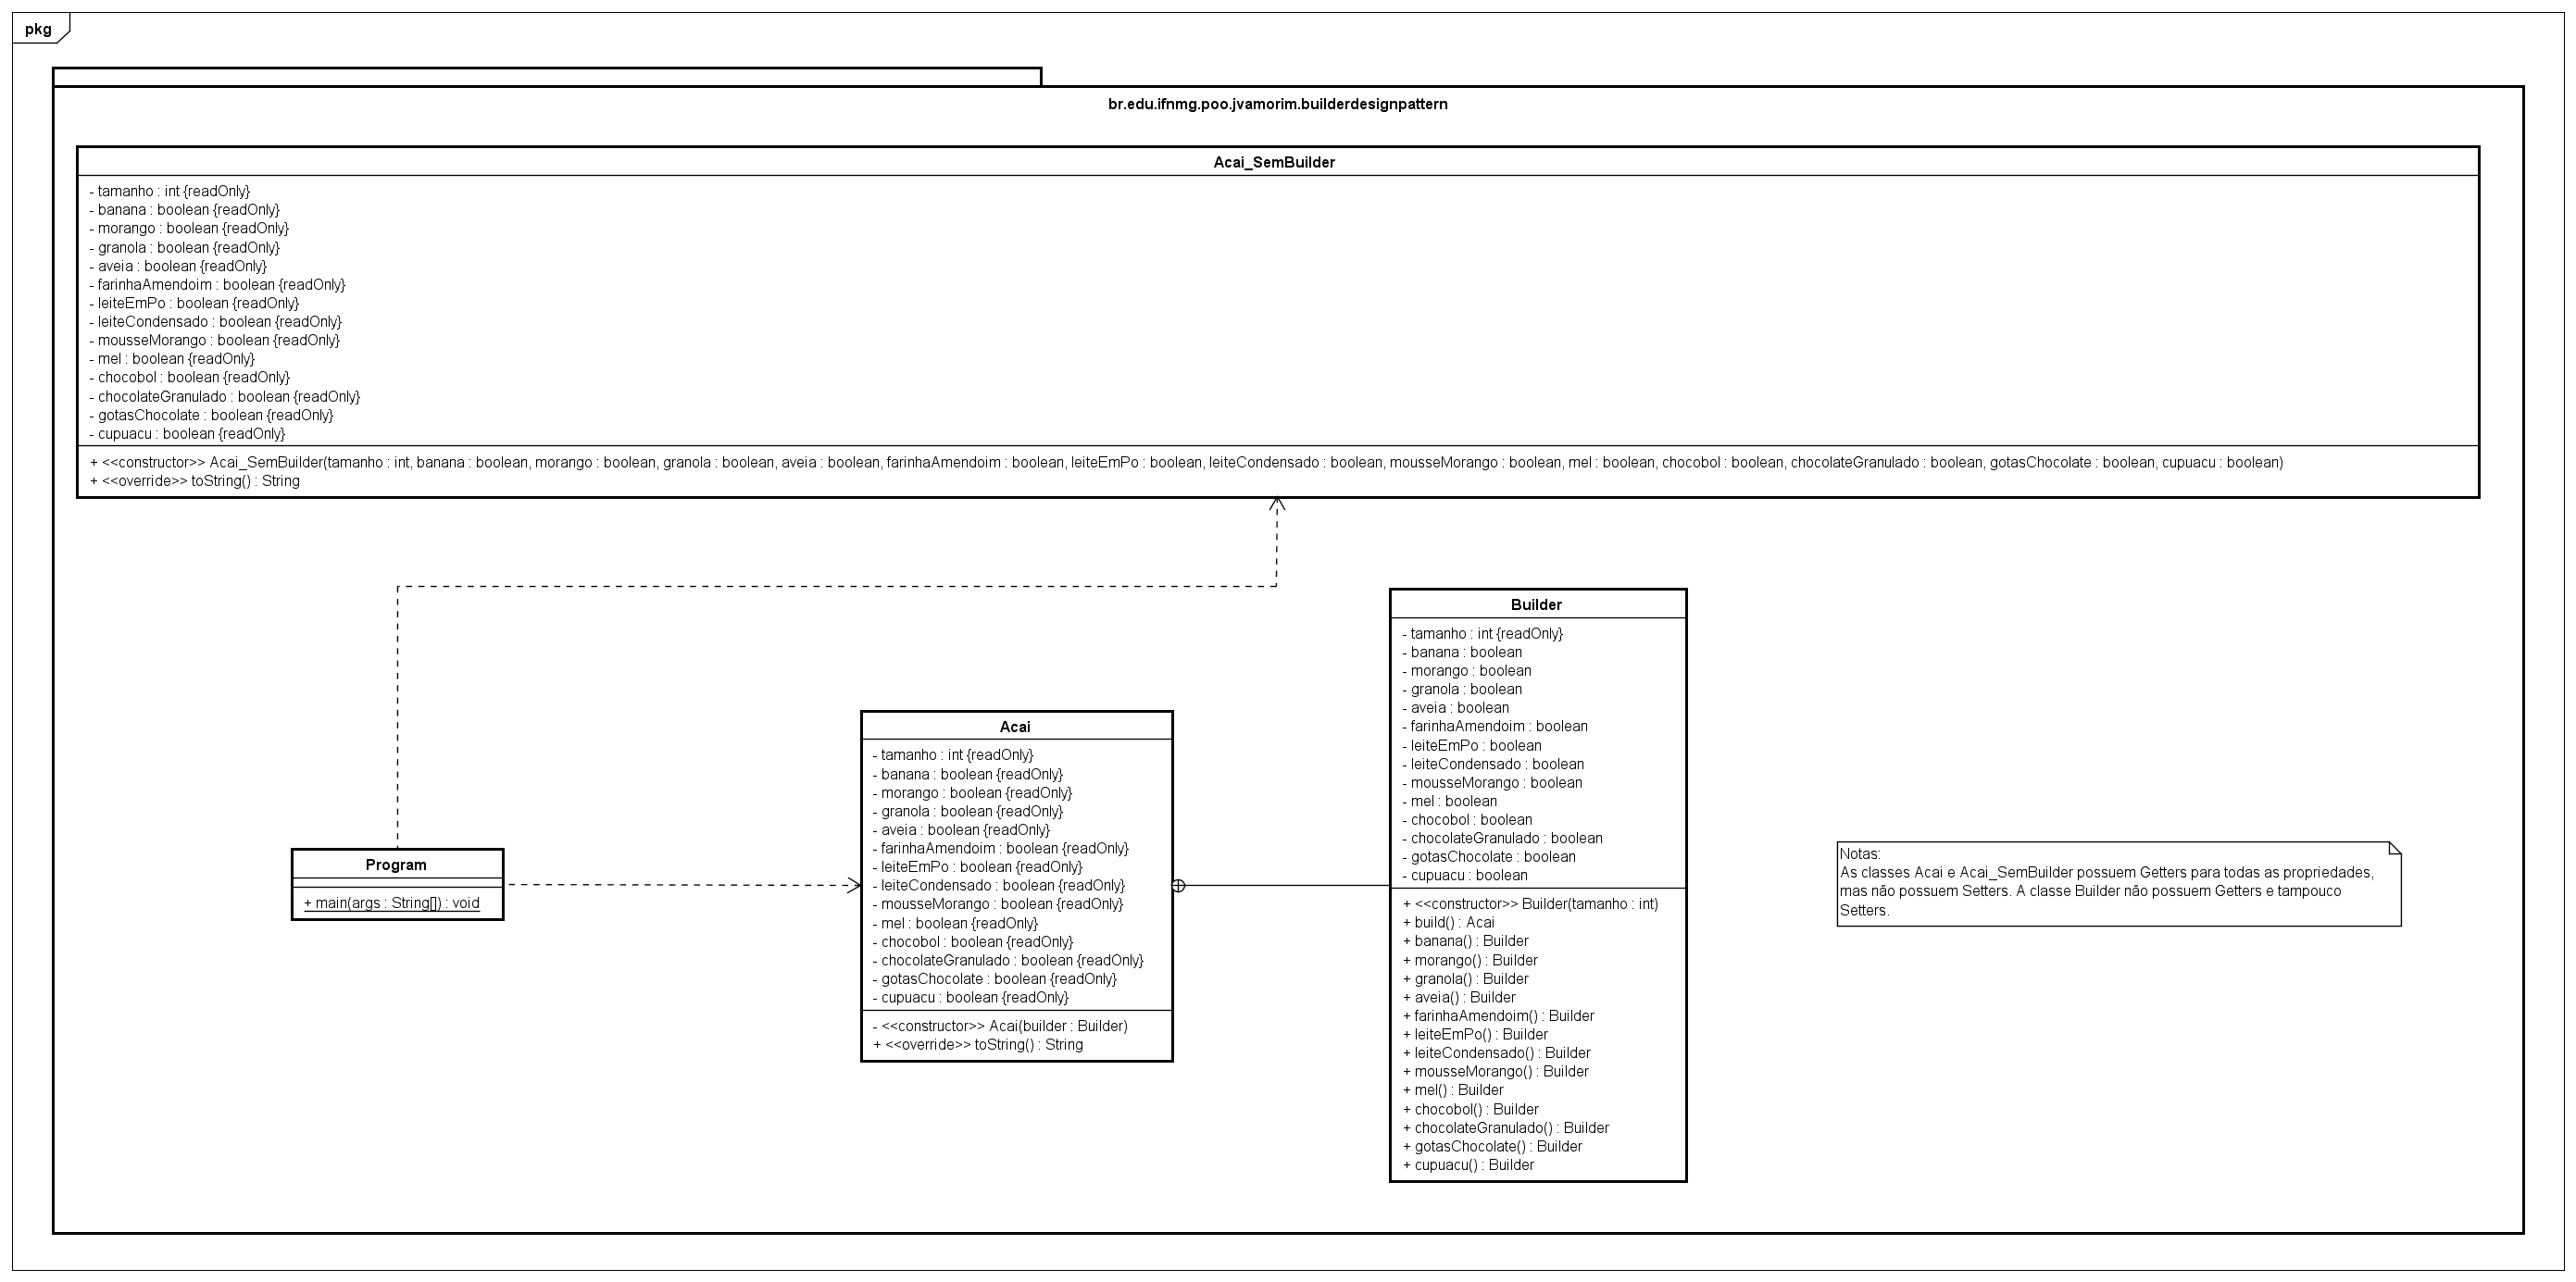 pkg
br.edu.ifnmg.poo.jvamorim.builderdesignpattern
Acai_SemBuilder
- tamanho : int {readOnly}
- banana : boolean {readOnly}
- morango : boolean {readOnly}
- granola : boolean {readOnly}
- aveia : boolean {readOnly}
- farinhaAmendoim : boolean {readOnly}
- leiteEmPo : boolean {readOnly}
- leiteCondensado : boolean {readOnly}
- mousseMorango : boolean {readOnly}
- mel : boolean {readOnly}
- chocobol : boolean {readOnly}
- chocolateGranulado : boolean {readOnly}
- gotasChocolate : boolean {readOnly}
- cupuacu : boolean {readOnly}
+ <<constructor>> Acai_SemBuilder(tamanho : int, banana : boolean, morango : boolean, granola : boolean, aveia : boolean, farinhaAmendoim : boolean, leiteEmPo : boolean, leiteCondensado : boolean, mousseMorango : boolean, mel : boolean, chocobol : boolean, chocolateGranulado : boolean, gotasChocolate : boolean, cupuacu : boolean)
+ <<override>> toString() : String
Program
+ main(args : String[]) : void
Acai
- tamanho : int {readOnly}
- banana : boolean {readOnly}
- morango : boolean {readOnly}
- granola : boolean {readOnly}
- aveia : boolean {readOnly}
- farinhaAmendoim : boolean {readOnly}
- leiteEmPo : boolean {readOnly}
- leiteCondensado : boolean {readOnly}
- mousseMorango : boolean {readOnly}
- mel : boolean {readOnly}
- chocobol : boolean {readOnly}
- chocolateGranulado : boolean {readOnly}
- gotasChocolate : boolean {readOnly}
- cupuacu : boolean {readOnly}
- <<constructor>> Acai(builder : Builder)
+ <<override>> toString() : String
Builder
- tamanho : int {readOnly}
- banana : boolean
- morango : boolean
- granola : boolean
- aveia : boolean
- farinhaAmendoim : boolean
- leiteEmPo : boolean
- leiteCondensado : boolean
- mousseMorango : boolean
- mel : boolean
- chocobol : boolean
- chocolateGranulado : boolean
- gotasChocolate : boolean
- cupuacu : boolean
+ <<constructor>> Builder(tamanho : int)
+ build() : Acai
+ banana() : Builder
+ morango() : Builder
+ granola() : Builder
+ aveia() : Builder
+ farinhaAmendoim() : Builder
+ leiteEmPo() : Builder
+ leiteCondensado() : Builder
+ mousseMorango() : Builder
+ mel() : Builder
+ chocobol() : Builder
+ chocolateGranulado() : Builder
+ gotasChocolate() : Builder
+ cupuacu() : Builder
Notas:
As classes Acai e Acai_SemBuilder possuem Getters para todas as propriedades,
mas não possuem Setters. A classe Builder não possuem Getters e tampouco
Setters.